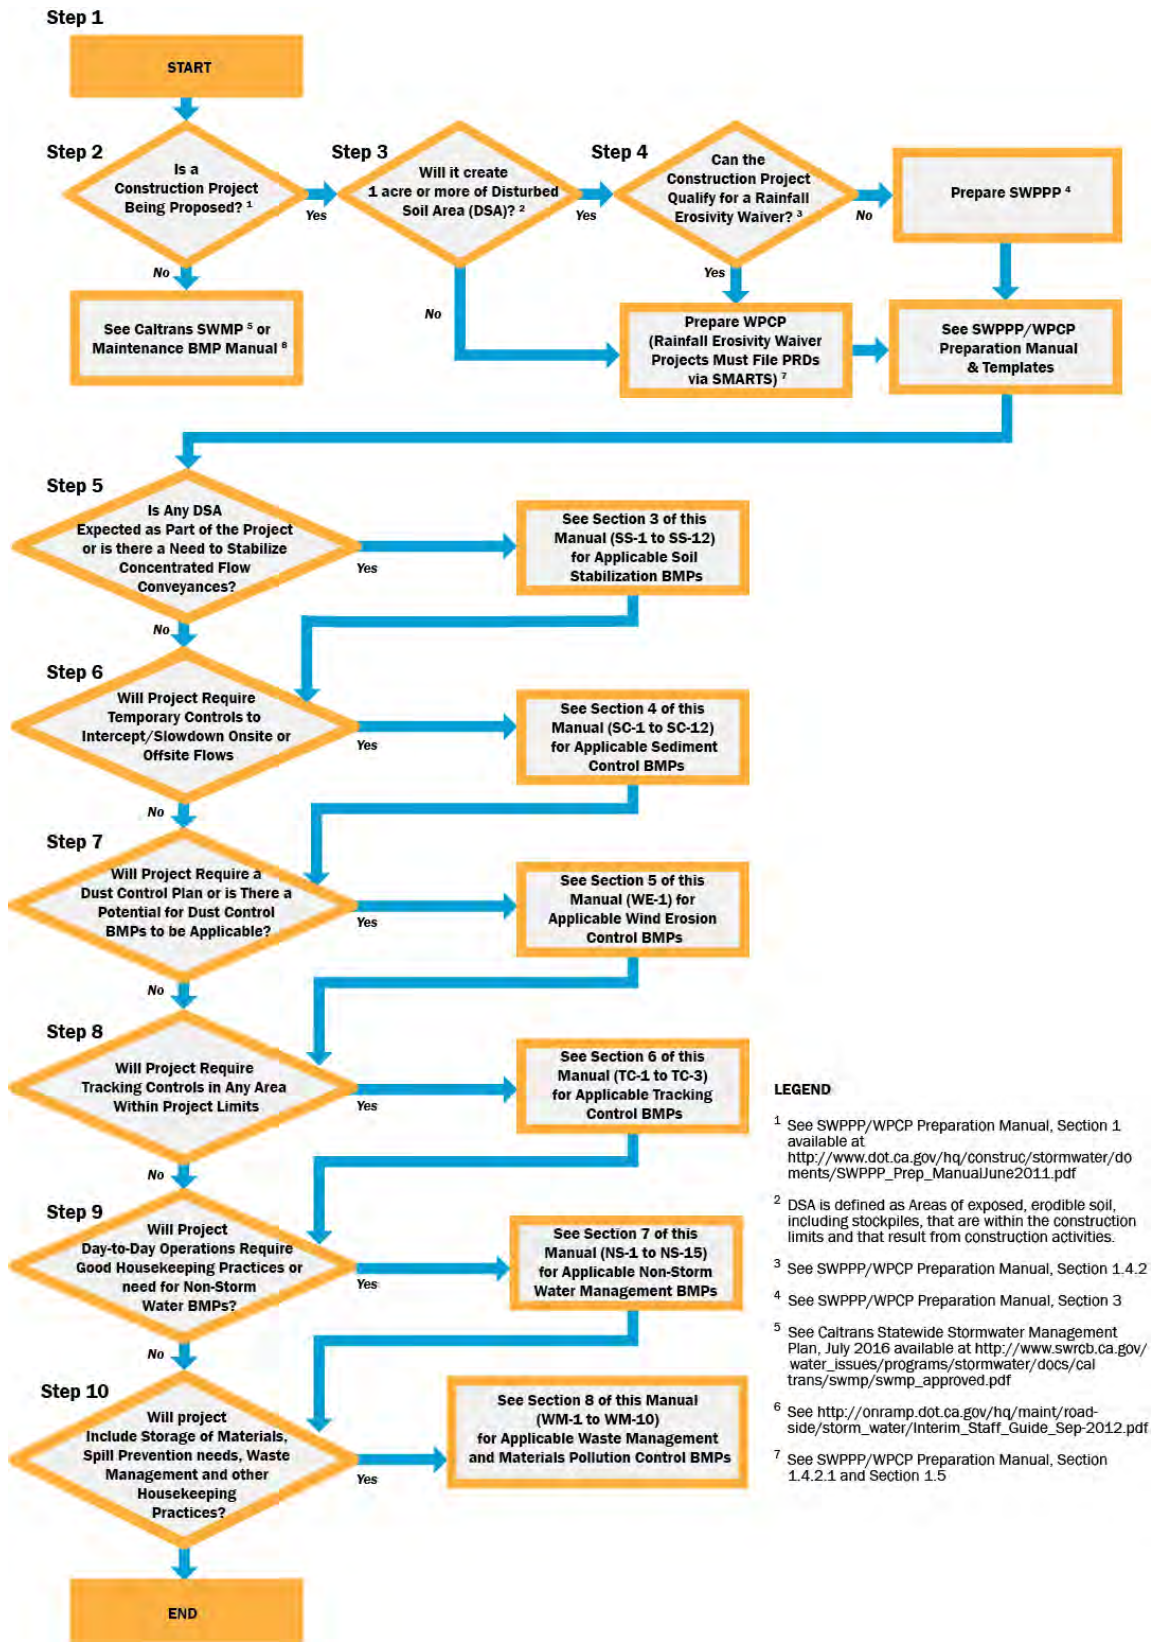 Step 1
START
Step 2
Is a
Construction Project
Being Proposed? 1
Yes
No
See Caltrans SWMP 5 or
Maintenance BMP Manual 6
Step 3
Will it create
1 acre or more of Disturbed
Soil Area (DSA)? 2
Yes
No
Step 4
Can the
Construction Project
Qualify for a Rainfall
Erosivity Waiver? 3
No
Yes
Prepare SWPPP 4
Prepare WPCP
(Rainfall Erosivity Waiver
Projects Must File PRDs
via SMARTS) 7
See SWPPP/WPCP
Preparation Manual
& Templates
Step 5
Is Any DSA
Expected as Part of the Project
or is there a Need to Stabilize
Concentrated Flow
Conveyances?
Yes
No
See Section 3 of this
Manual (SS-1 to SS-12)
for Applicable Soil
Stabilization BMPs
Step 6
Will Project Require
Temporary Controls to
Intercept/Slowdown Onsite or
Offsite Flows
Yes
No
See Section 4 of this
Manual (SC-1 to SC-12)
for Applicable Sediment
Control BMPs
Step 7
Will Project Require a
Dust Control Plan or is There a
Potential for Dust Control
BMPs to be Applicable?
Yes
No
See Section 5 of this
Manual (WE-1) for
Applicable Wind Erosion
Control BMPs
Step 8
Will Project Require
Tracking Controls in Any Area
Within Project Limits
Yes
No
See Section 6 of this
Manual (TC-1 to TC-3)
for Applicable Tracking
Control BMPs
Step 9
Will Project
Day-to-Day Operations Require
Good Housekeeping Practices or
need for Non-Storm
Water BMPs?
Yes
No
See Section 7 of this
Manual (NS-1 to NS-15)
for Applicable Non-Storm
Water Management BMPs
Step 10
Will project
Include Storage of Materials,
Spill Prevention needs, Waste
Management and other
Housekeeping
Practices?
Yes
See Section 8 of this Manual
(WM-1 to WM-10)
for Applicable Waste Management
and Materials Pollution Control BMPs
END
LEGEND
1 See SWPPP/WPCP Preparation Manual, Section 1
available at
http://www.dot.ca.gov/hq/construc/stormwater/do
ments/SWPPP_Prep_ManualJune2011.pdf
2 DSA is defined as Areas of exposed, erodible soil,
including stockpiles, that are within the construction
limits and that result from construction activities.
3 See SWPPP/WPCP Preparation Manual, Section 1.4.2
4 See SWPPP/WPCP Preparation Manual, Section 3
5 See Caltrans Statewide Stormwater Management
Plan, July 2016 available at http://www.swrcb.ca.gov/
water_issues/programs/stormwater/docs/cal
trans/swmp/swmp_approved.pdf
6 See http://onramp.dot.ca.gov/hq/maint/road-
side/storm_water/Interim_Staff_Guide_Sep-2012.pdf
7 See SWPPP/WPCP Preparation Manual, Section
1.4.2.1 and Section 1.5